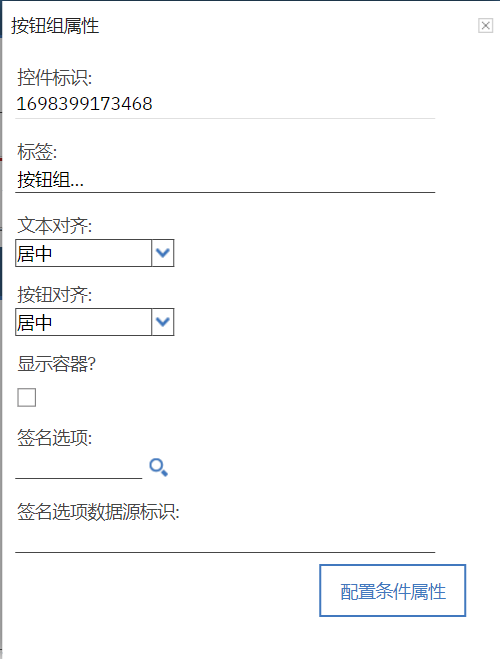 按钮组属性
控件标识:
1698399173468
标签:
按钮组...
文本对齐:
居中
按钮对齐:
居中
显示容器?
签名选项:
签名选项数据源标识:
配置条件属性